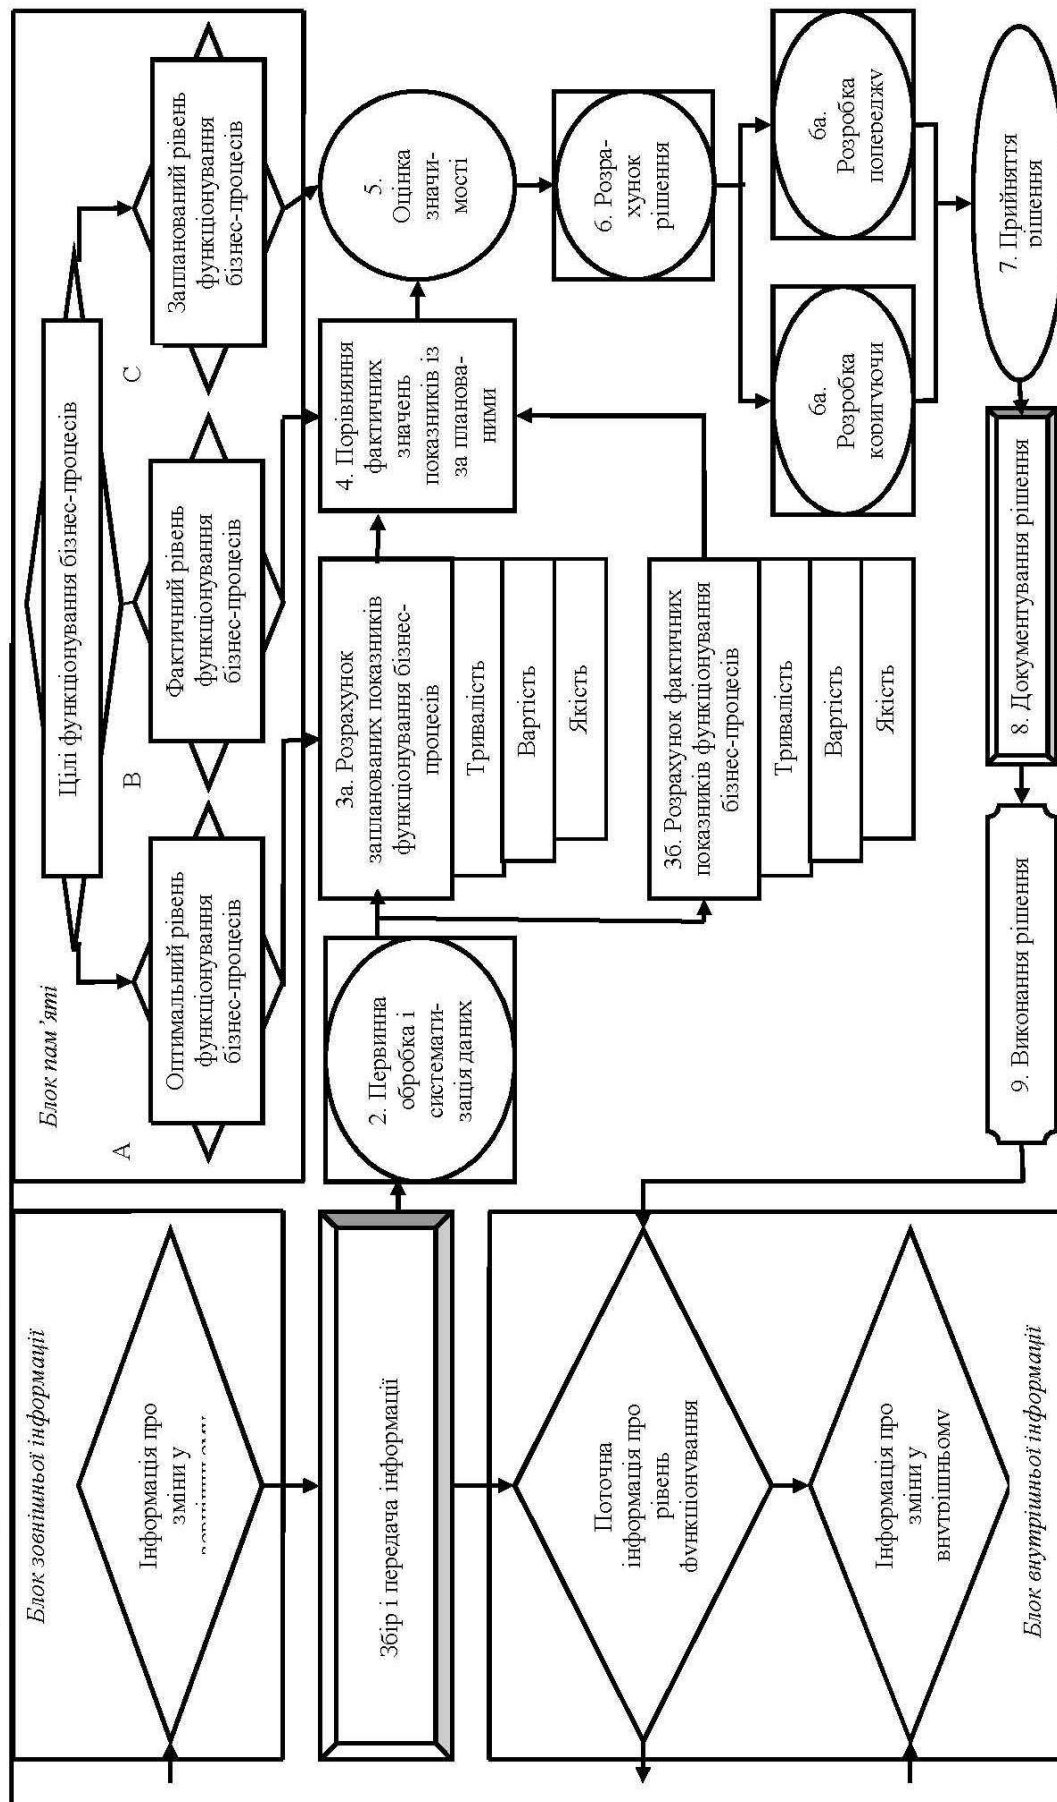 Блок зовнішньої інформації
Інформація про
зміни у
Збір і передача інформації
Поточна
інформація про
рівень
функціонування
Інформація про
зміни у
внутрішньому
Блок внутрішньої інформації
Блок пам’яті
Цілі функціонування бізнес-процесів
A
Оптимальний рівень
функціонування
бізнес-процесів
B
Фактичний рівень
функціонування
бізнес-процесів
C
Запланований рівень
функціонування
бізнес-процесів
2. Первинна
обробка і
системати-
зація даних
3а. Розрахунок
запланованих показників
функціонування бізнес-
процесів
Тривалість
Вартість
Якість
3б. Розрахунок фактичних
показників функціонування
бізнес-процесів
Тривалість
Вартість
Якість
4. Порівняння
фактичних
значень
показників із
за планова-
ними
5.
Оцінка
значи-
мості
6. Розра-
хунок
рішення
6а.
Розробка
коригуючи
6а.
Розробка
попереджу
7. Прийняття
рішення
8. Документування рішення
9. Виконання рішення